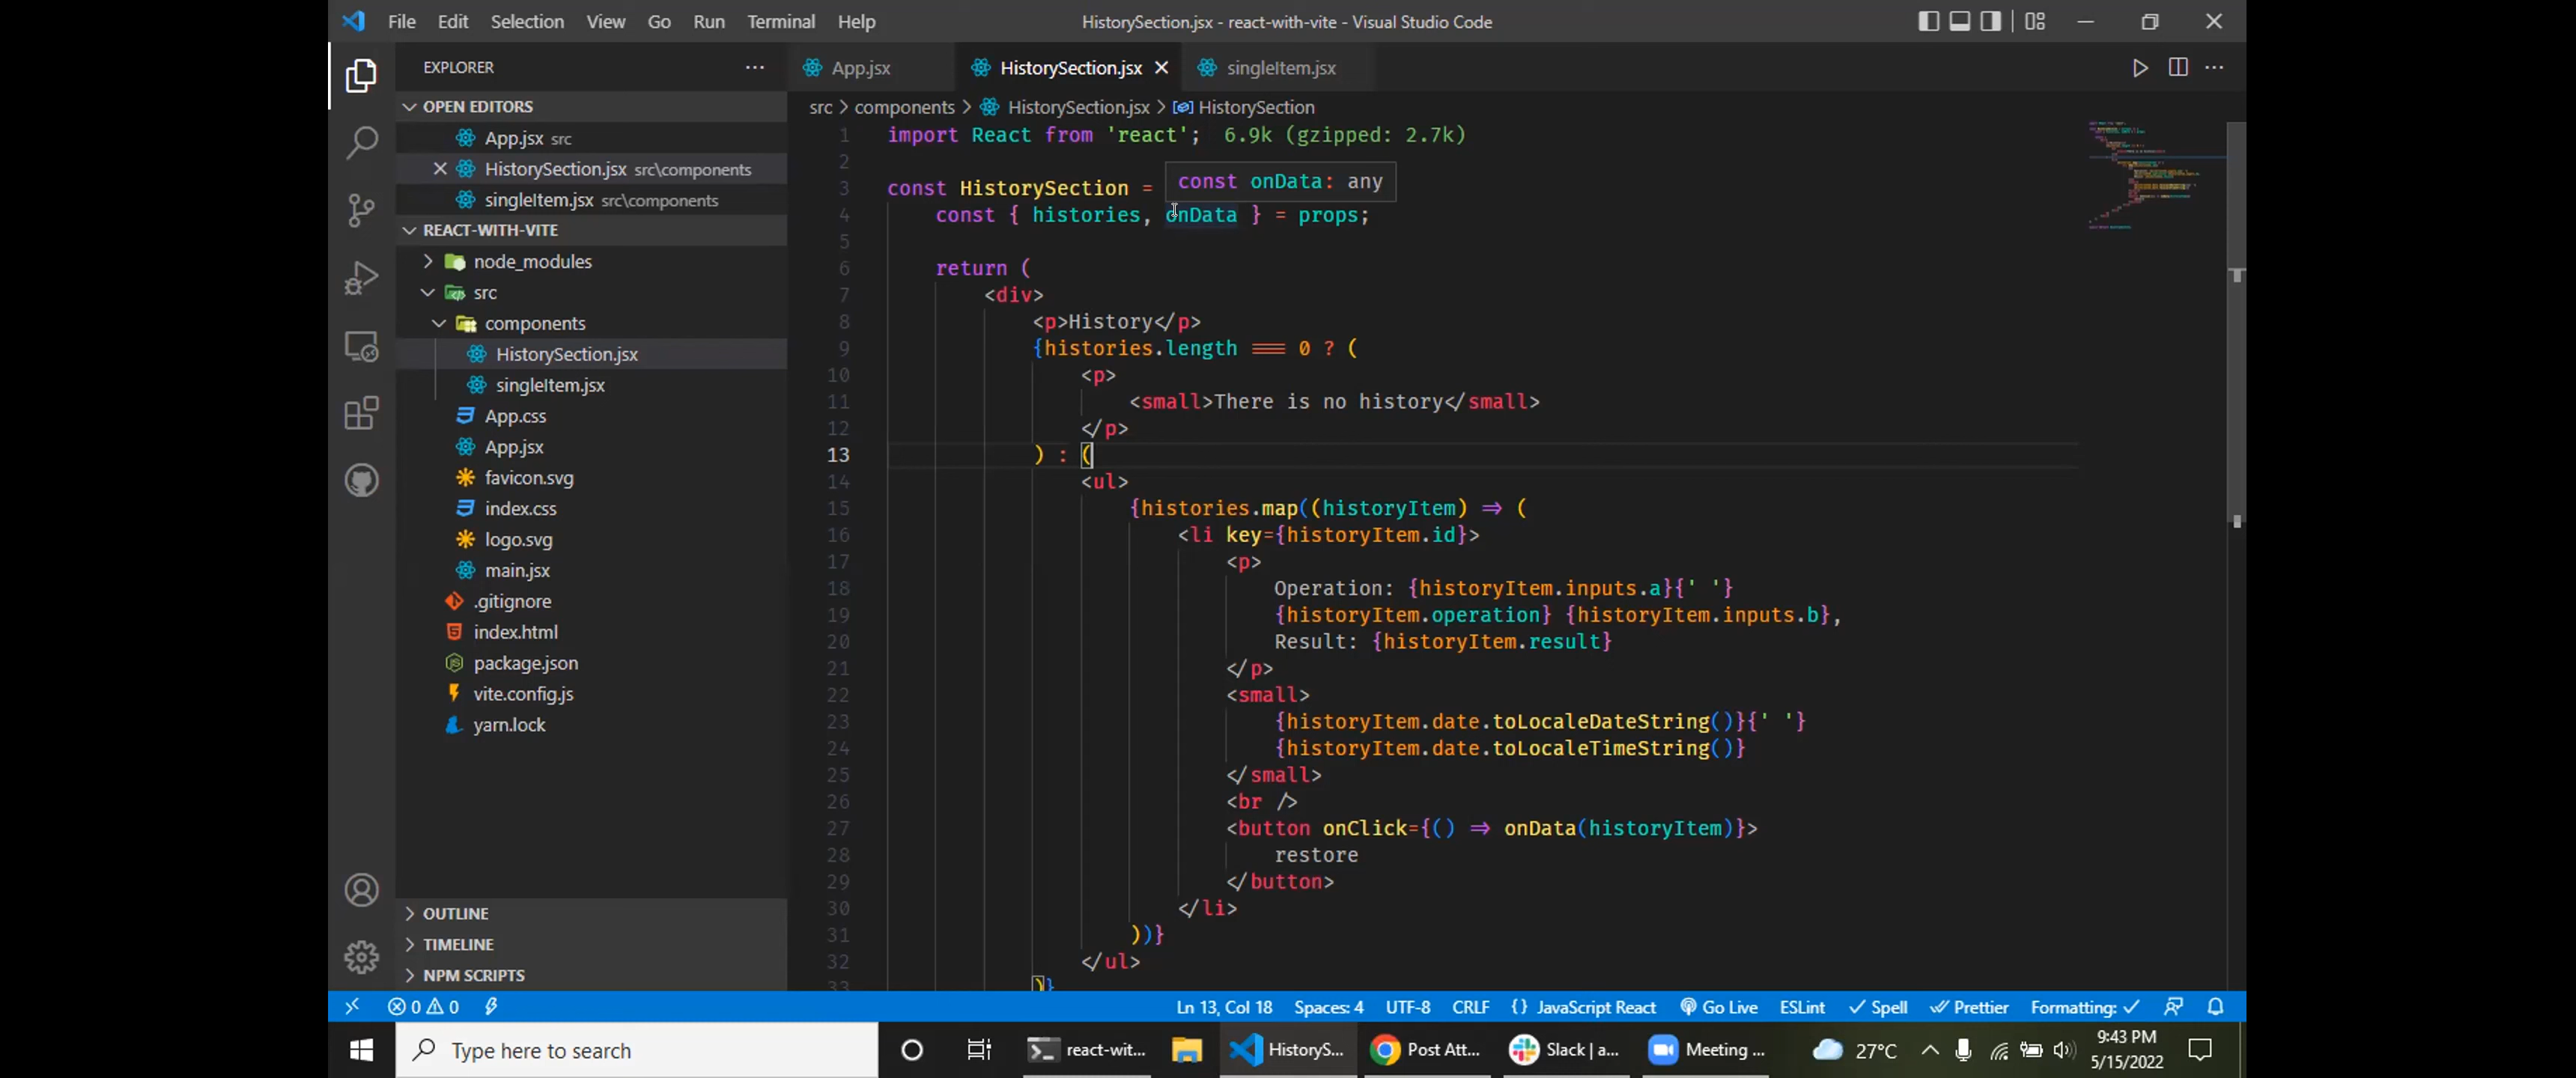 File Edit Selection View Go Run Terminal Help
HistorySection.jsx - react-with-vite - Visual Studio Code
EXPLORER
OPEN EDITORS
App.jsx src
HistorySection.jsx src\components
singleItem.jsx src\components
REACT-WITH-VITE
node_modules
src
components
HistorySection.jsx
singleItem.jsx
App.css
App.jsx
favicon.svg
index.css
logo.svg
main.jsx
.gitignore
index.html
package.json
vite.config.js
yarn.lock
OUTLINE
TIMELINE
NPM SCRIPTS
App.jsx HistorySection.jsx singleItem.jsx
src > components > HistorySection.jsx > HistorySection
1 import React from 'react'; 6.9k (gzipped: 2.7k)
2
const onData: any
3 const HistorySection =
4 const { histories, onData } = props;
5
6 return (
7 <div>
8 <p>History</p>
9 {histories.length === 0 ? (
10 <p>
11 <small>There is no history</small>
12 </p>
13 ) : (
14 <ul>
15 {histories.map((historyItem) => (
16 <li key={historyItem.id}>
17 <p>
18 Operation: {historyItem.inputs.a}{' '}
19 {historyItem.operation} {historyItem.inputs.b},
20 Result: {historyItem.result}
21 </p>
22 <small>
23 {historyItem.date.toLocaleDateString()}{' '}
24 {historyItem.date.toLocaleTimeString()}
25 </small>
26 <br />
27 <button onClick={() => onData(historyItem)}>
28 restore
29 </button>
30 </li>
31 ))}
32 </ul>
33 )}
0 0 Ln 13, Col 18 Spaces: 4 UTF-8 CRLF {} JavaScript React Go Live ESLint Spell Prettier Formatting:
Type here to search
react-wit...
HistoryS...
Post Att...
Slack | a...
Meeting ...
27°C
9:43 PM
5/15/2022